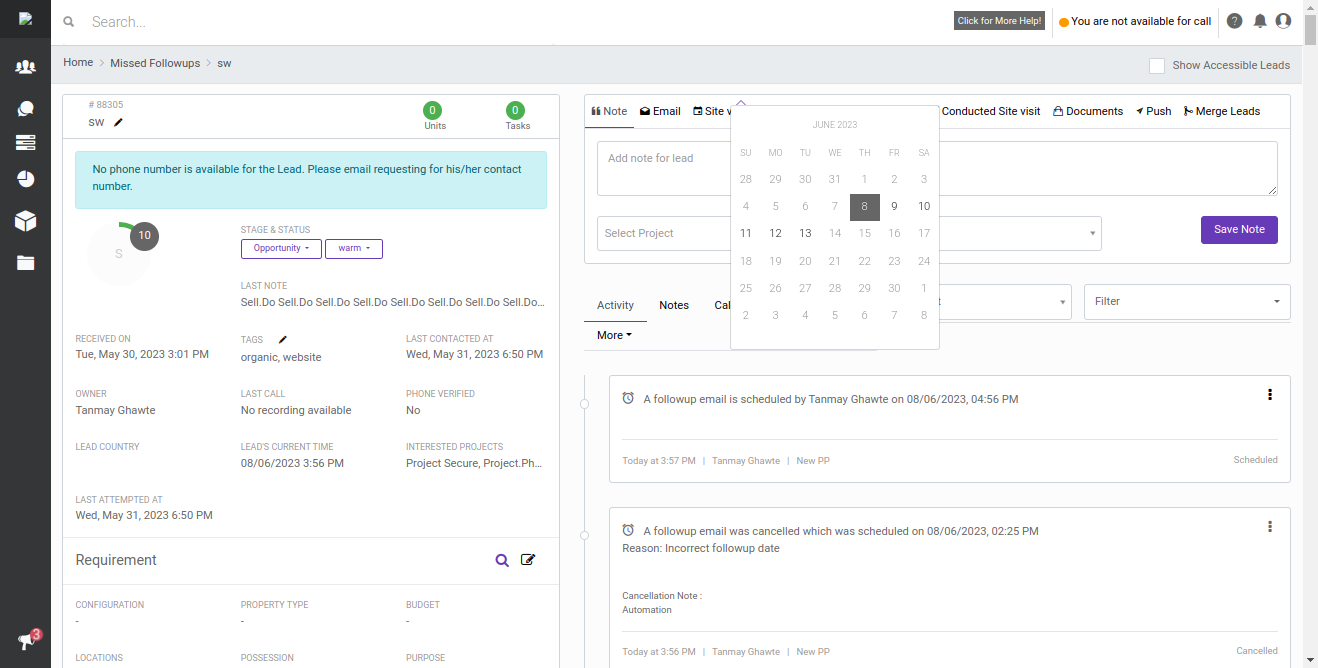 Search...
Click for More Help!
You are not available for call
?
Home > Missed Followups > sw
Show Accessible Leads
# 88305
sw
0
Units
0
Tasks
No phone number is available for the Lead. Please email requesting for his/her contact
number.
10
S
STAGE & STATUS
Opportunity
warm
LAST NOTE
Sell.Do Sell.Do Sell.Do Sell.Do Sell.Do Sell.Do Sell.Do Sell.Do...
RECEIVED ON
Tue, May 30, 2023 3:01 PM
TAGS
organic, website
LAST CONTACTED AT
Wed, May 31, 2023 6:50 PM
OWNER
Tanmay Ghawte
LAST CALL
No recording available
PHONE VERIFIED
No
LEAD COUNTRY
LEAD'S CURRENT TIME
08/06/2023 3:56 PM
INTERESTED PROJECTS
Project Secure, Project.Ph...
LAST ATTEMPTED AT
Wed, May 31, 2023 6:50 PM
Requirement
CONFIGURATION
-
PROPERTY TYPE
-
BUDGET
-
LOCATIONS
POSSESSION
PURPOSE
3
Note
Email
Site v
Conducted Site visit
Documents
Push
Merge Leads
Add note for lead
Select Project
Save Note
JUNE 2023
SU MO TU WE TH FR SA
28 29 30 31 1 2 3
4 5 6 7 8 9 10
11 12 13 14 15 16 17
18 19 20 21 22 23 24
25 26 27 28 29 30 1
2 3 4 5 6 7 8
Activity
Notes
Cal
t
Filter
More
A followup email is scheduled by Tanmay Ghawte on 08/06/2023, 04:56 PM
Today at 3:57 PM | Tanmay Ghawte | New PP
Scheduled
A followup email was cancelled which was scheduled on 08/06/2023, 02:25 PM
Reason: Incorrect followup date
Cancellation Note :
Automation
Today at 3:56 PM | Tanmay Ghawte | New PP
Cancelled